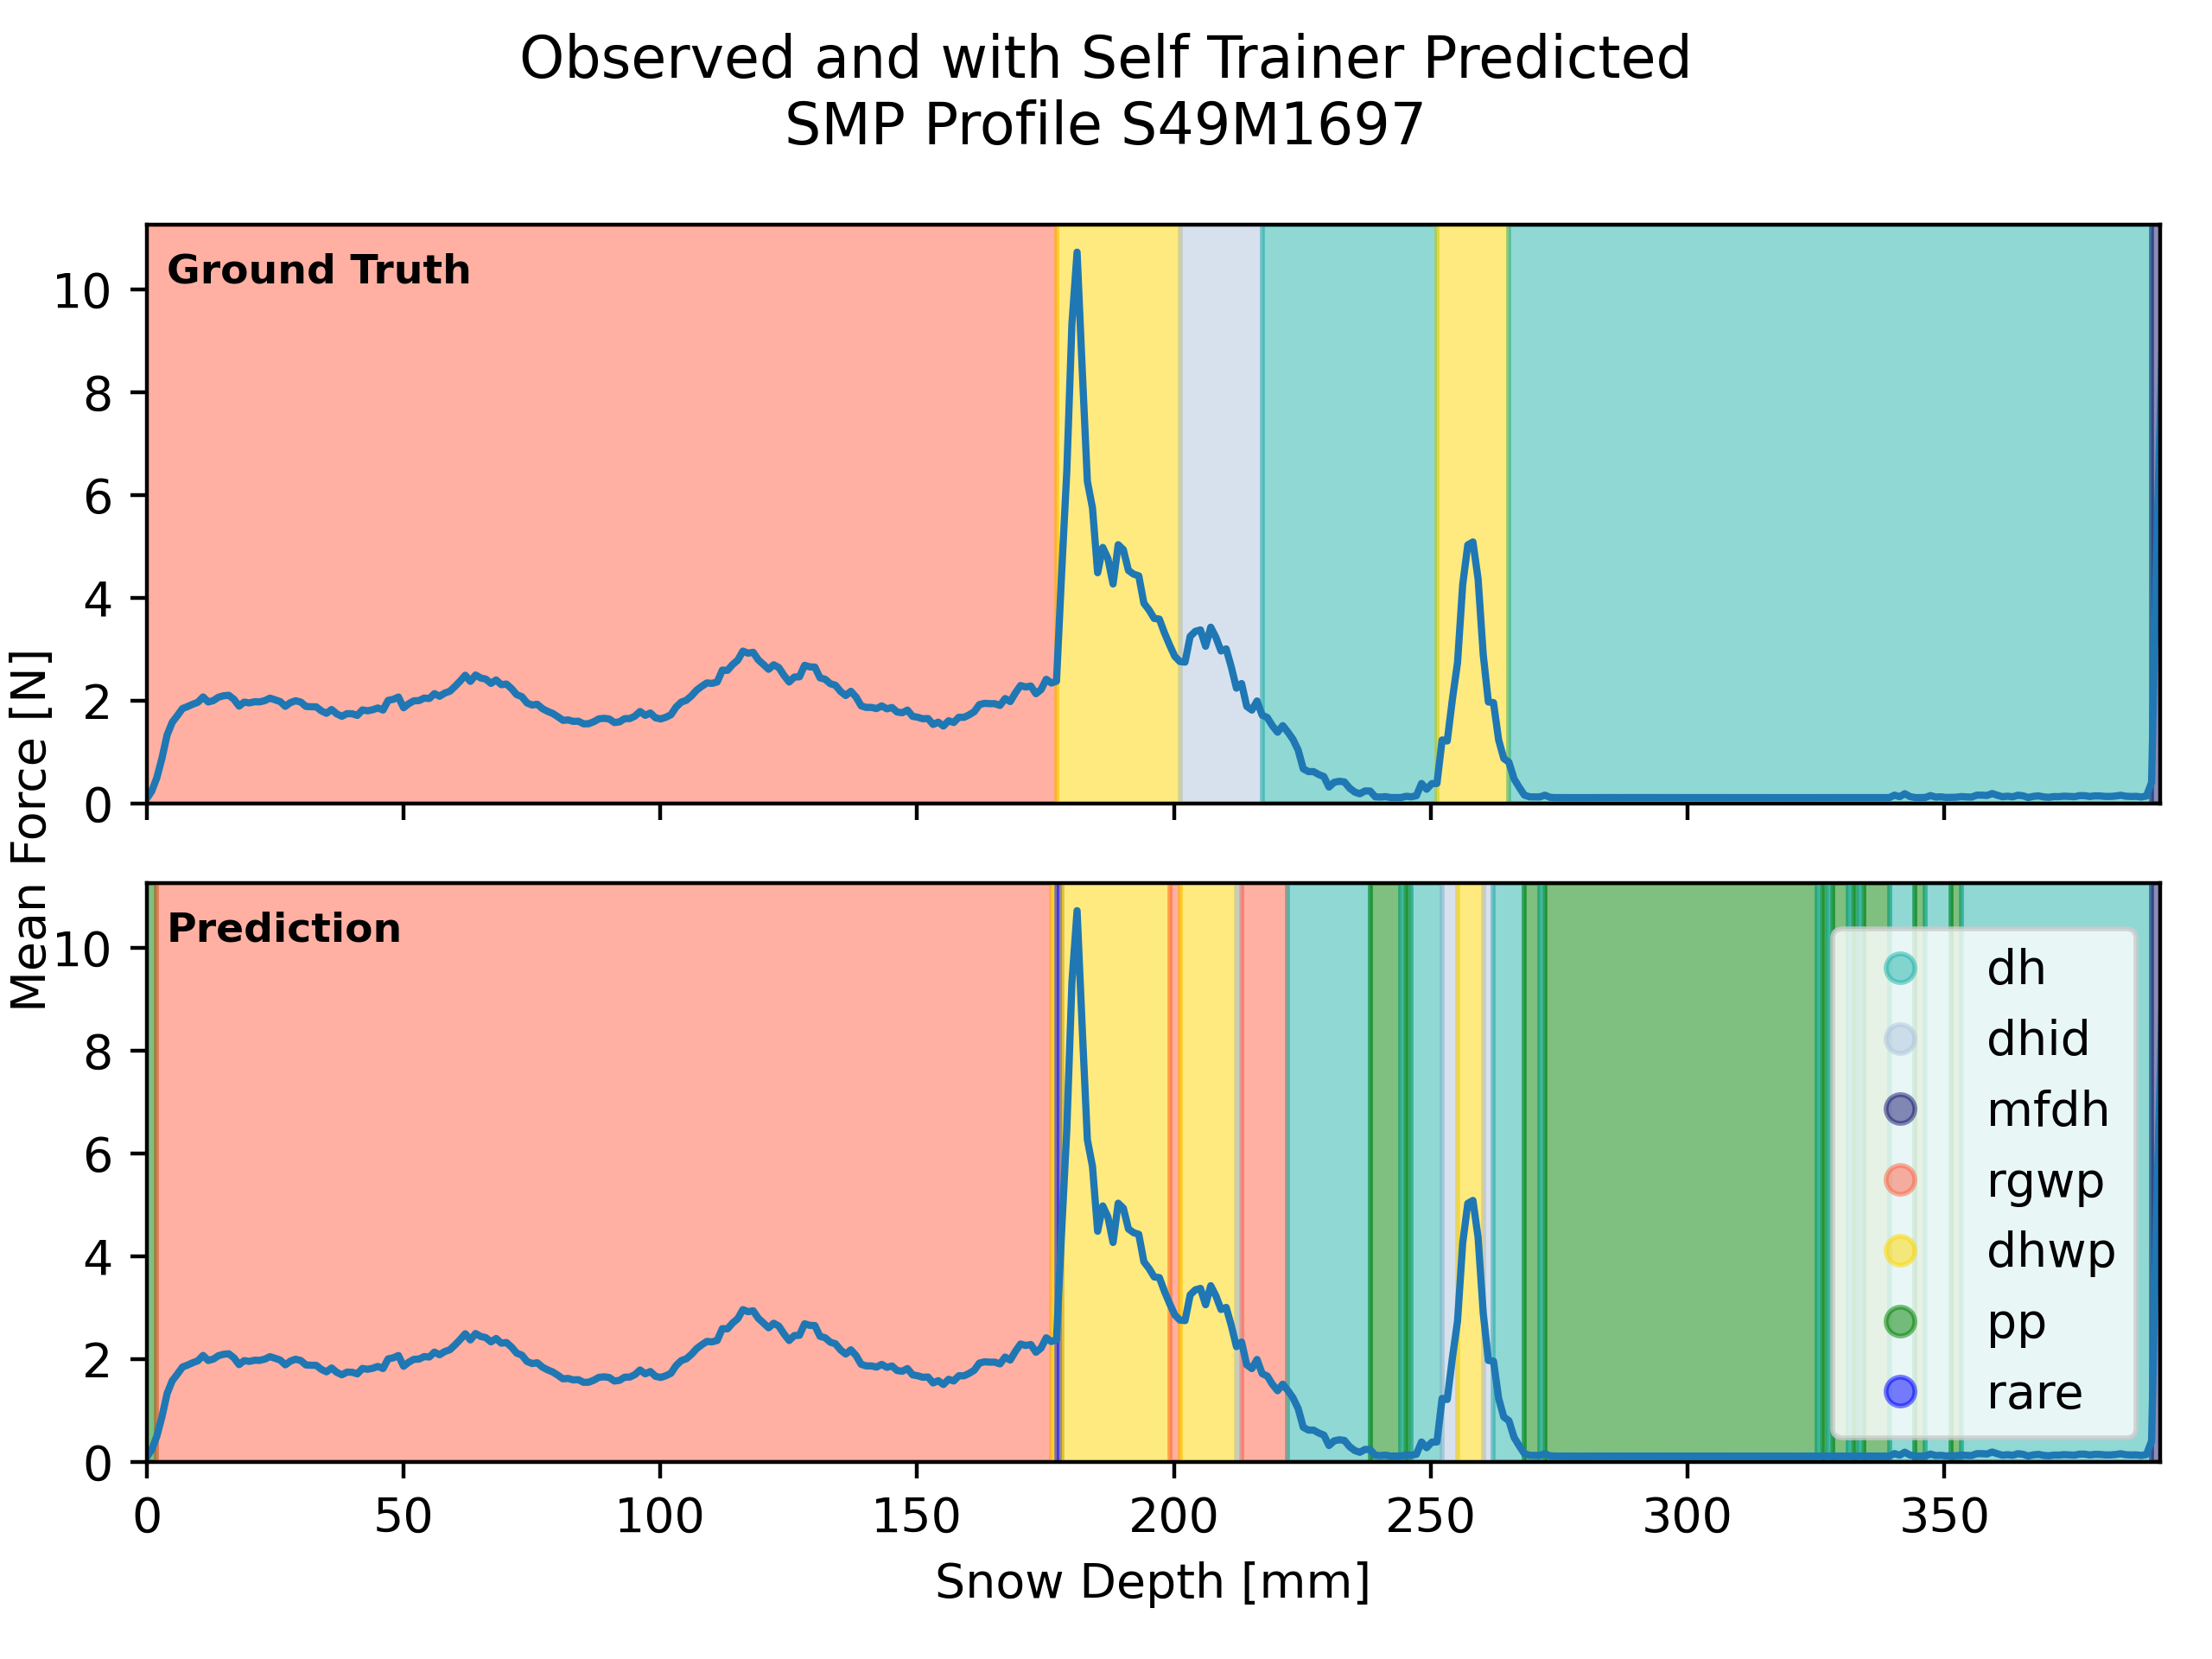 Observed and with Self Trainer Predicted
SMP Profile S49M1697
Ground Truth
10
8
6
4
2
0
Mean Force [N]
Prediction
10
8
6
4
2
0
dh
dhid
mfdh
rgwp
dhwp
pp
rare
0 50 100 150 200 250 300 350
Snow Depth [mm]